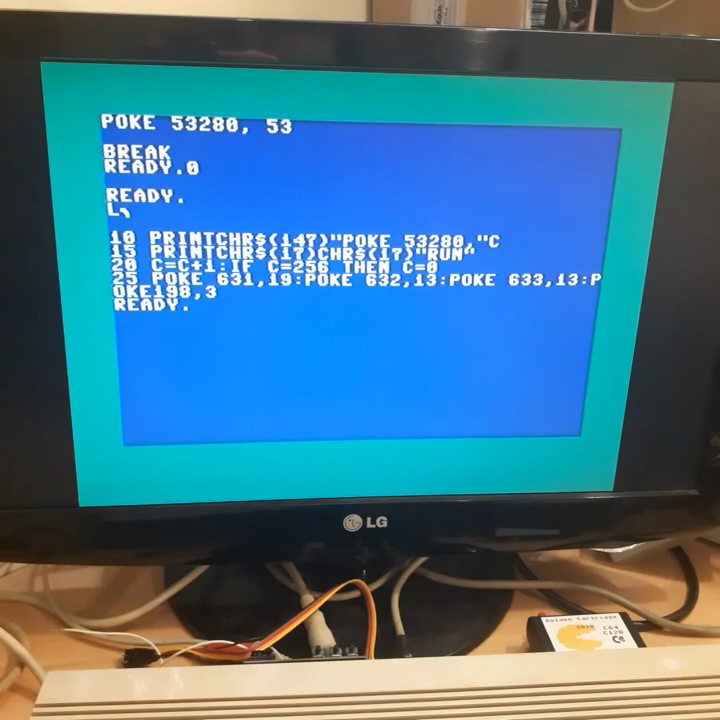 POKE 53280, 53
BREAK
READY.0
READY.
L
10 PRINTCHR$(147)"POKE 53280,"C
15 PRINTCHR$(17)CHR$(17)"RUN"
20 C=C+1:IF C=256 THEN C=0
25 POKE 631,19:POKE 632,13:POKE 633,13:P
OKE198,3
READY.
LG
Golden Cartridge
C64
C128